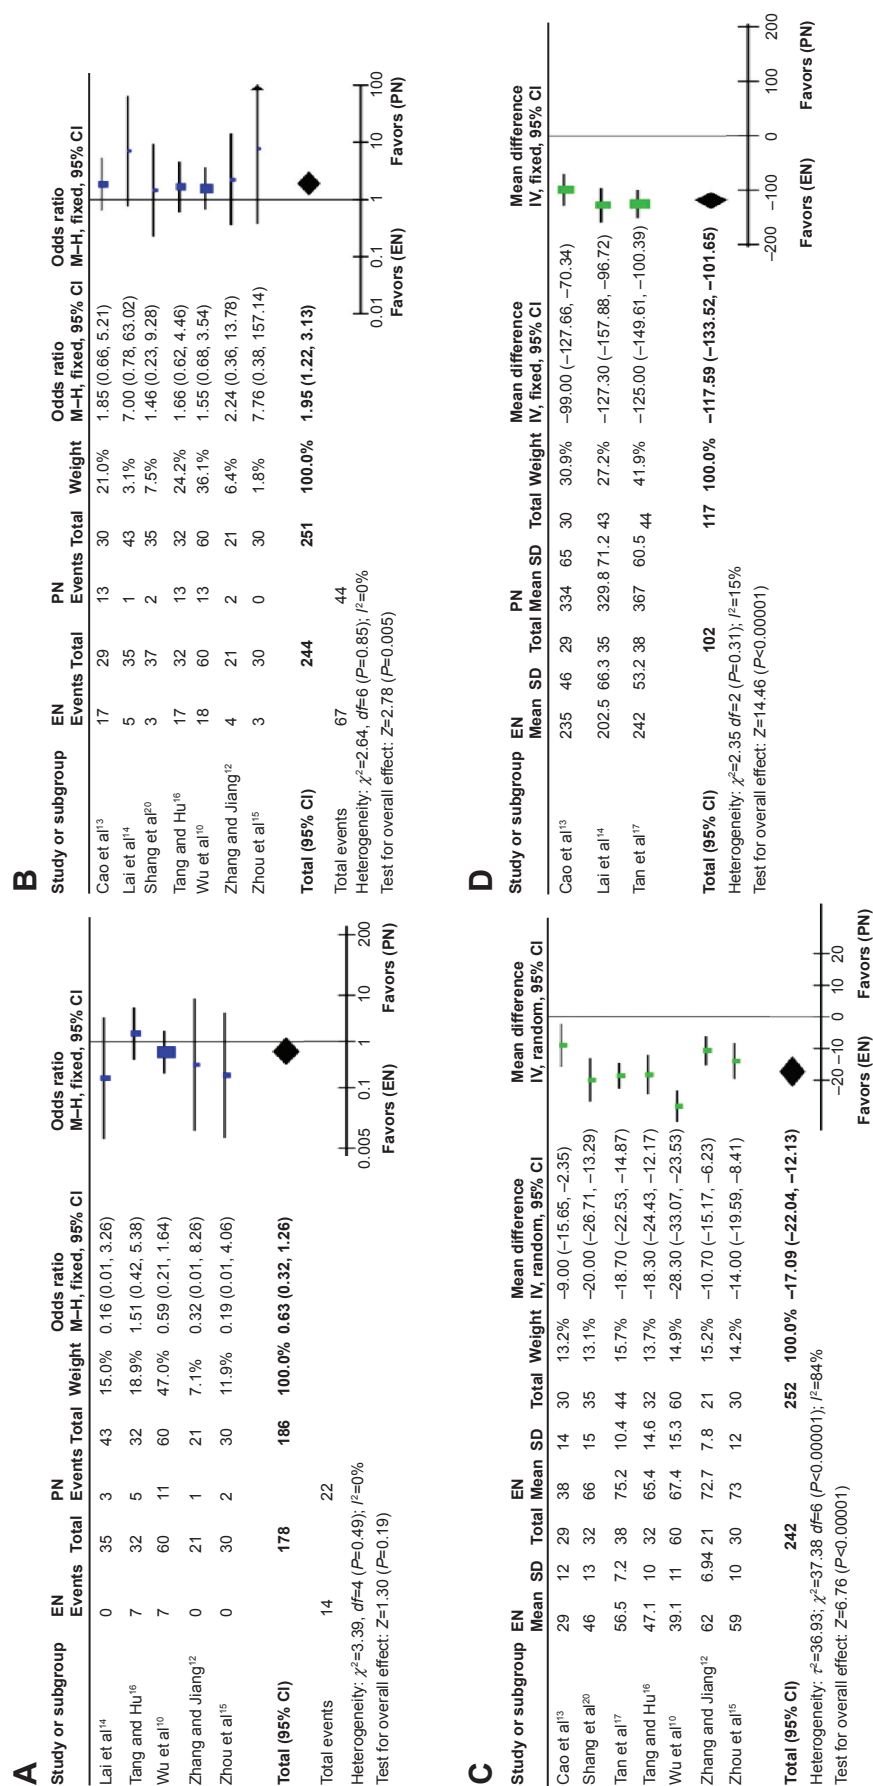 A
Study or subgroup EN Events Total PN Events Total Weight Odds ratio M–H, fixed, 95% CI Odds ratio M–H, fixed, 95% CI
Lai et al14 0 35 3 43 15.0% 0.16 (0.01, 3.26)
Tang and Hu16 7 32 5 32 18.9% 1.51 (0.42, 5.38)
Wu et al10 7 60 11 60 47.0% 0.59 (0.21, 1.64)
Zhang and Jiang12 0 21 1 21 7.1% 0.32 (0.01, 8.26)
Zhou et al15 0 30 2 30 11.9% 0.19 (0.01, 4.06)
Total (95% CI) 178 186 100.0% 0.63 (0.32, 1.26)
Total events 14 22
Heterogeneity: χ²=3.39, df=4 (P=0.49); I²=0%
Test for overall effect: Z=1.30 (P=0.19)
0.005 0.1 1 10 200
Favors (EN) Favors (PN)
B
Study or subgroup EN Events Total PN Events Total Weight Odds ratio M–H, fixed, 95% CI Odds ratio M–H, fixed, 95% CI
Cao et al13 17 29 13 30 21.0% 1.85 (0.66, 5.21)
Lai et al14 5 35 1 43 3.1% 7.00 (0.78, 63.02)
Shang et al20 3 37 2 35 7.5% 1.46 (0.23, 9.28)
Tang and Hu16 17 32 13 32 24.2% 1.66 (0.62, 4.46)
Wu et al10 18 60 13 60 36.1% 1.55 (0.68, 3.54)
Zhang and Jiang12 4 21 2 21 6.4% 2.24 (0.36, 13.78)
Zhou et al15 3 30 0 30 1.8% 7.76 (0.38, 157.14)
Total (95% CI) 244 251 100.0% 1.95 (1.22, 3.13)
Total events 67 44
Heterogeneity: χ²=2.64, df=6 (P=0.85); I²=0%
Test for overall effect: Z=2.78 (P=0.005)
0.01 0.1 1 10 100
Favors (EN) Favors (PN)
C
Study or subgroup EN Mean SD Total EN Mean SD Total Weight Mean difference IV, random, 95% CI Mean difference IV, random, 95% CI
Cao et al13 29 12 29 38 14 30 13.2% –9.00 (–15.65, –2.35)
Shang et al20 46 13 32 66 15 35 13.1% –20.00 (–26.71, –13.29)
Tan et al17 56.5 7.2 38 75.2 10.4 44 15.7% –18.70 (–22.53, –14.87)
Tang and Hu16 47.1 10 32 65.4 14.6 32 13.7% –18.30 (–24.43, –12.17)
Wu et al10 39.1 11 60 67.4 15.3 60 14.9% –28.30 (–33.07, –23.53)
Zhang and Jiang12 62 6.94 21 72.7 7.8 21 15.2% –10.70 (–15.17, –6.23)
Zhou et al15 59 10 30 73 12 30 14.2% –14.00 (–19.59, –8.41)
Total (95% CI) 242 252 100.0% –17.09 (–22.04, –12.13)
Heterogeneity: τ²=36.93; χ²=37.38 df=6 (P<0.00001); I²=84%
Test for overall effect: Z=6.76 (P<0.00001)
–20 –10 0 10 20
Favors (EN) Favors (PN)
D
Study or subgroup EN Mean SD Total PN Mean SD Total Weight Mean difference IV, fixed, 95% CI Mean difference IV, fixed, 95% CI
Cao et al13 235 46 29 334 65 30 30.9% –99.00 (–127.66, –70.34)
Lai et al14 202.5 66.3 35 329.8 71.2 43 27.2% –127.30 (–157.88, –96.72)
Tan et al17 242 53.2 38 367 60.5 44 41.9% –125.00 (–149.61, –100.39)
Total (95% CI) 102 117 100.0% –117.59 (–133.52, –101.65)
Heterogeneity: χ²=2.35 df=2 (P=0.31); I²=15%
Test for overall effect: Z=14.46 (P<0.00001)
–200 –100 0 100 200
Favors (EN) Favors (PN)